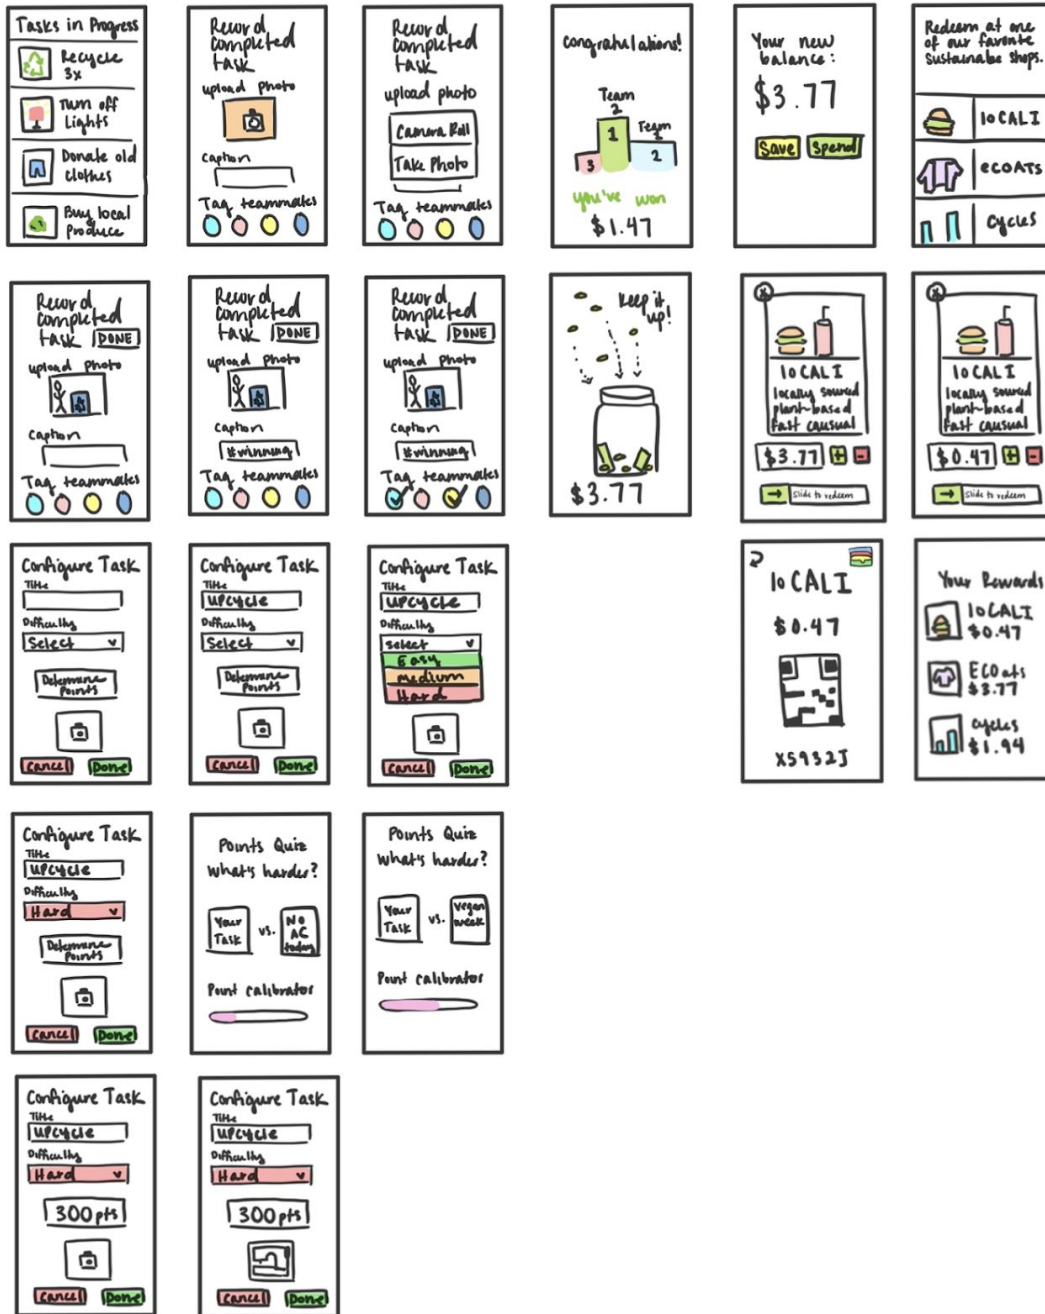 Tasks in Progress
Recycle
3x
Turn off
Lights
Donate old
clothes
Buy local
produce
Record
completed
task
upload photo
Caption
Tag teammates
Record
completed
task
upload photo
Camera Roll
Take Photo
Tag teammates
congratulations!
Team
2
1
Team
3
2
you've won
$1.47
Your new
balance:
$3.77
Save
Spend
Redeem at one
of our favorite
Sustainable shops.
loCALI
ecOATs
cycles
Record
completed
task
DONE
upload photo
Caption
Tag teammates
Record
completed
task
DONE
upload photo
Caption
#winning
Tag teammates
Record
completed
task
DONE
upload photo
Caption
#winning
Tag teammates
Keep it
up!
$3.77
x
loCALI
locally sourced
plant-based
Fast causual
$3.77
+
-
→
Slide to redeem
x
loCALI
locally sourced
plant-based
Fast causual
$0.47
+
-
→
Slide to redeem
Configure Task
Title
Difficulty
Select
Determine
Points
Cancel
Done
Configure Task
Title
UPCycle
Difficulty
Select
Determine
Points
Cancel
Done
Configure Task
Title
UPCycle
Difficulty
Select
Easy
medium
Hard
Cancel
Done
loCALI
$0.47
XS932J
Your Rewards
loCALI
$0.47
ECOats
$3.77
cycles
$1.94
Configure Task
Title
UPCycle
Difficulty
Hard
Determine
Points
Cancel
Done
Points Quiz
what's harder?
Your
Task
vs.
No
AC
today
Point calibrator
Points Quiz
what's harder?
Your
Task
vs.
Vegan
week
Point calibrator
Configure Task
Title
UPCycle
Difficulty
Hard
300 pts
Cancel
Done
Configure Task
Title
UPCycle
Difficulty
Hard
300 pts
Cancel
Done